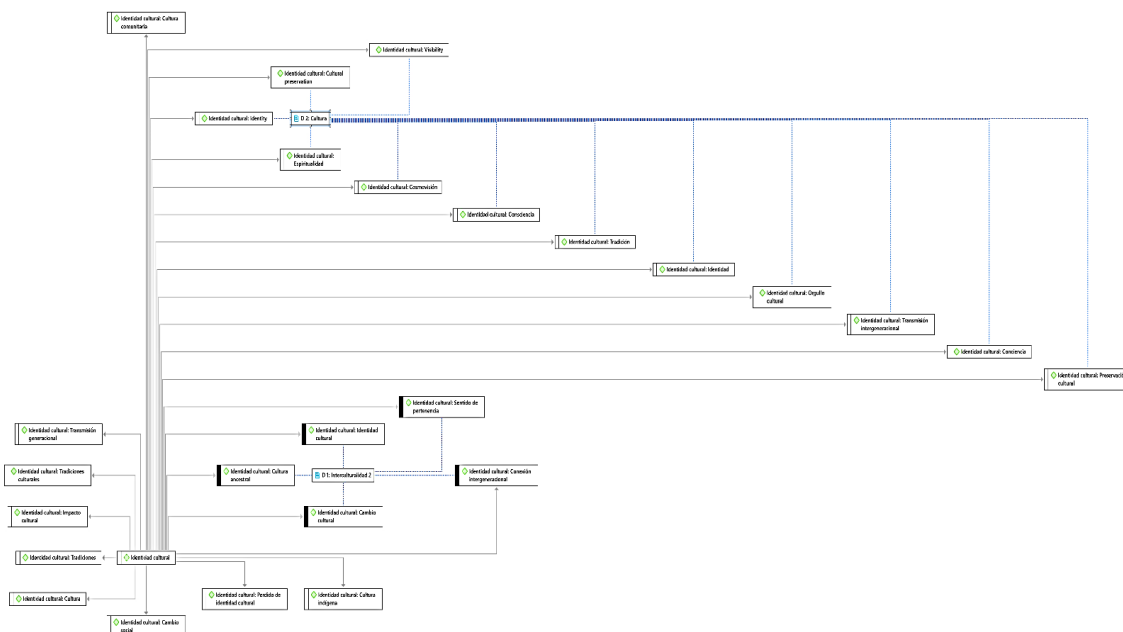 Identidad cultural: Cultura
comunitaria
Identidad cultural: Visibility
Identidad cultural: Cultural
preservation
Identidad cultural: Identity
D 2: Cultura
Identidad cultural:
Espiritualidad
Identidad cultural: Cosmovisión
Identidad cultural: Consciencia
Identidad cultural: Tradición
Identidad cultural: Identidad
Identidad cultural: Orgullo
cultural
Identidad cultural: Transmisión
intergeneracional
Identidad cultural: Conciencia
Identidad cultural: Preservació
cultural
Identidad cultural: Sentido de
pertenencia
Identidad cultural: Transmisión
generacional
Identidad cultural: Identidad
cultural
Identidad cultural: Tradiciones
culturales
Identidad cultural: Cultura
ancestral
D 1: Interculturalidad 2
Identidad cultural: Conexión
intergeneracional
Identidad cultural: Impacto
cultural
Identidad cultural: Cambio
cultural
Identidad cultural: Tradiciones
Identidad cultural
Identidad cultural: Cultura
Identidad cultural: Perdida de
identidad cultural
Identidad cultural: Cultura
indígena
Identidad cultural: Cambio
social